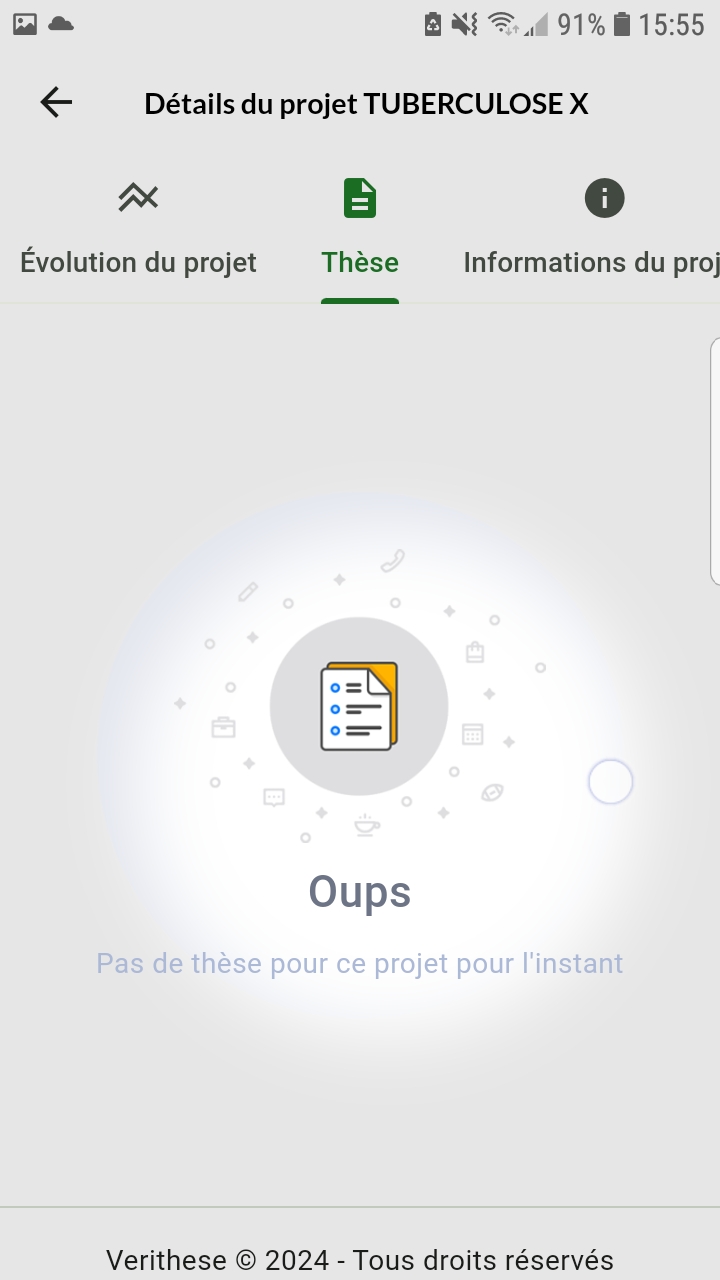 91% 15:55
Détails du projet TUBERCULOSE X
Évolution du projet Thèse Informations du proj
Oups
Pas de thèse pour ce projet pour l'instant
Verithese © 2024 - Tous droits réservés